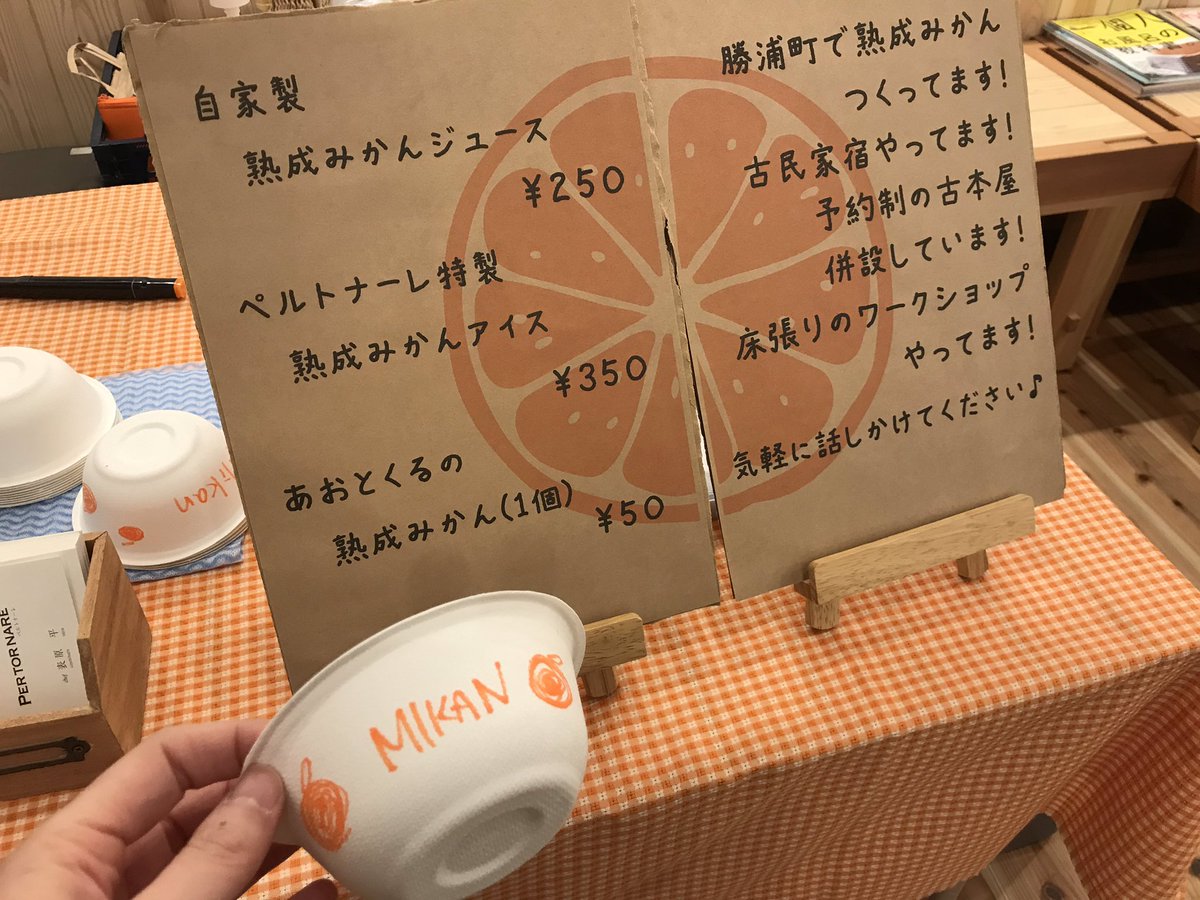 自家製
熟成みかんジュース
¥250
ペルトナーレ特製
熟成みかんアイス
¥350
あおとくるの
熟成みかん(1個)
¥50
勝浦町で熟成みかん
つくってます!
古民家宿やってます!
予約制の古本屋
併設しています!
床張りのワークショップ
やってます!
気軽に話しかけてください♪
MIKAN
Mikan
PERTORNARE